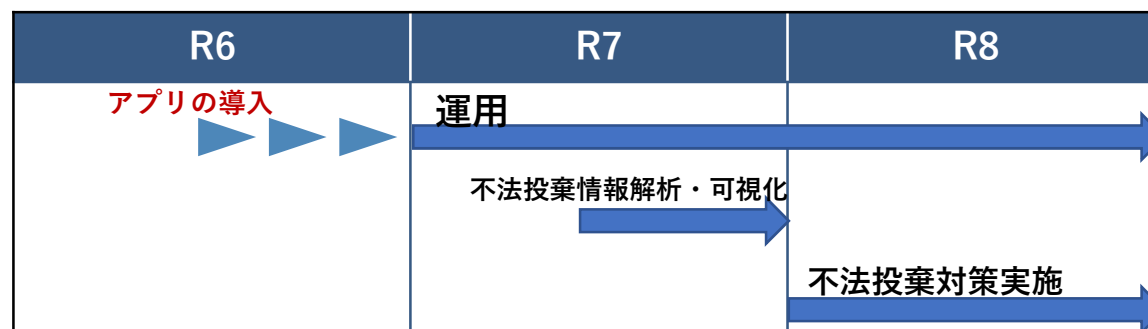 R6
R7
R8
アプリの導入
運用
不法投棄情報解析・可視化
不法投棄対策実施